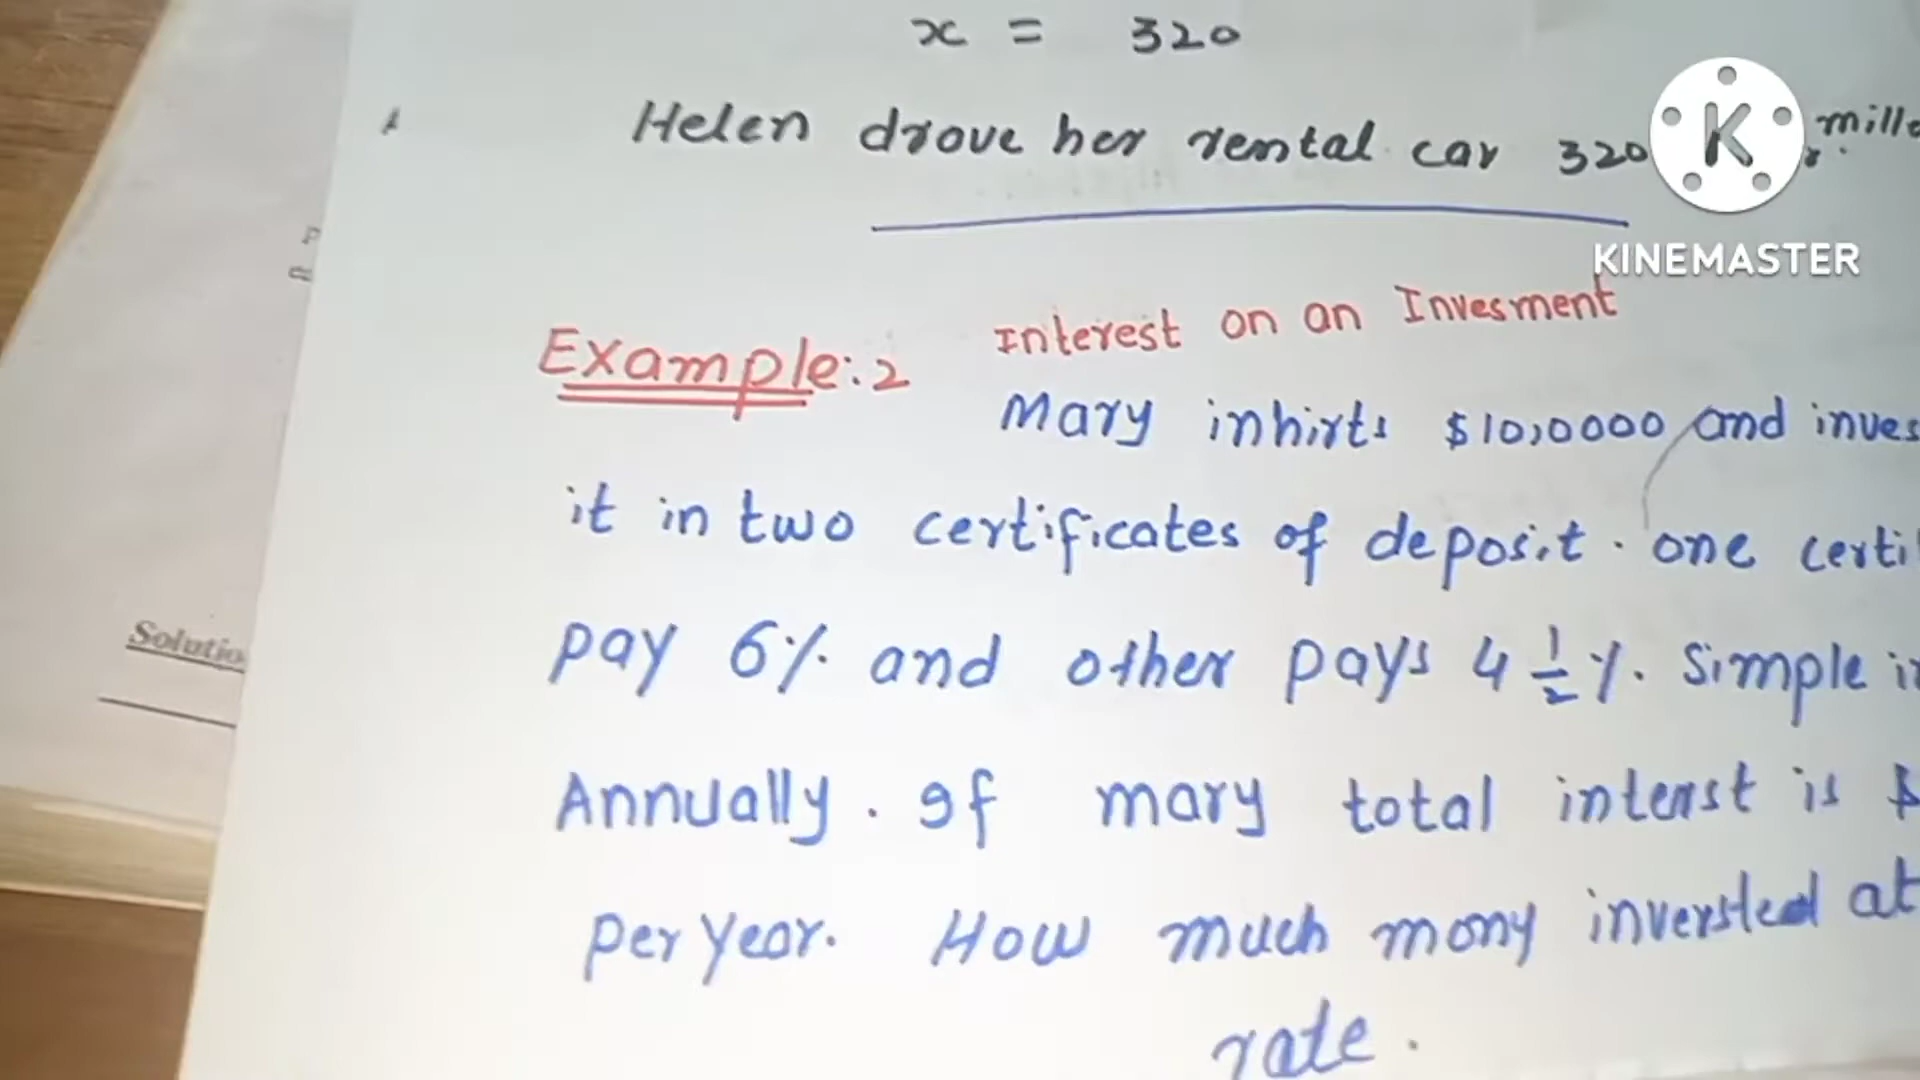 x = 320
Helen drove her rental car 320
KINEMASTER
Example:2 Interest on an Invesment
Mary inhirts $10,0000 and inves
it in two certificates of deposit. one certi
pay 6% and other pays 4 1/2 %. Simple
Annually. If mary total interst is $
per year. How much mony inversted at
rate.
Solutio